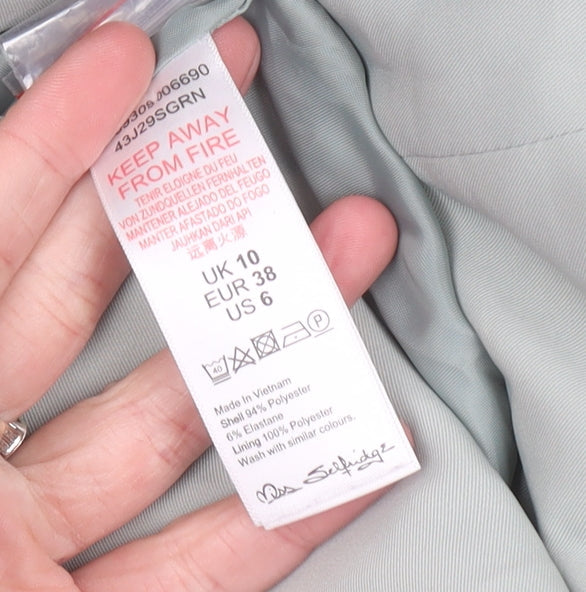 43J29SGRN
KEEP AWAY
FROM FIRE
TENIR ELOIGNE DU FEU
VON ZUNDQUELLEN FERNHALTEN
MANTENER ALEJADO DEL FUEGO
MANTER AFASTADO DO FOGO
JAUHKAN DARI API
远离火源
UK 10
EUR 38
US 6
40
P
Made in Vietnam
Shell 94% Polyester
6% Elastane
Lining 100% Polyester
Wash with similar colours.
Miss Selfridge